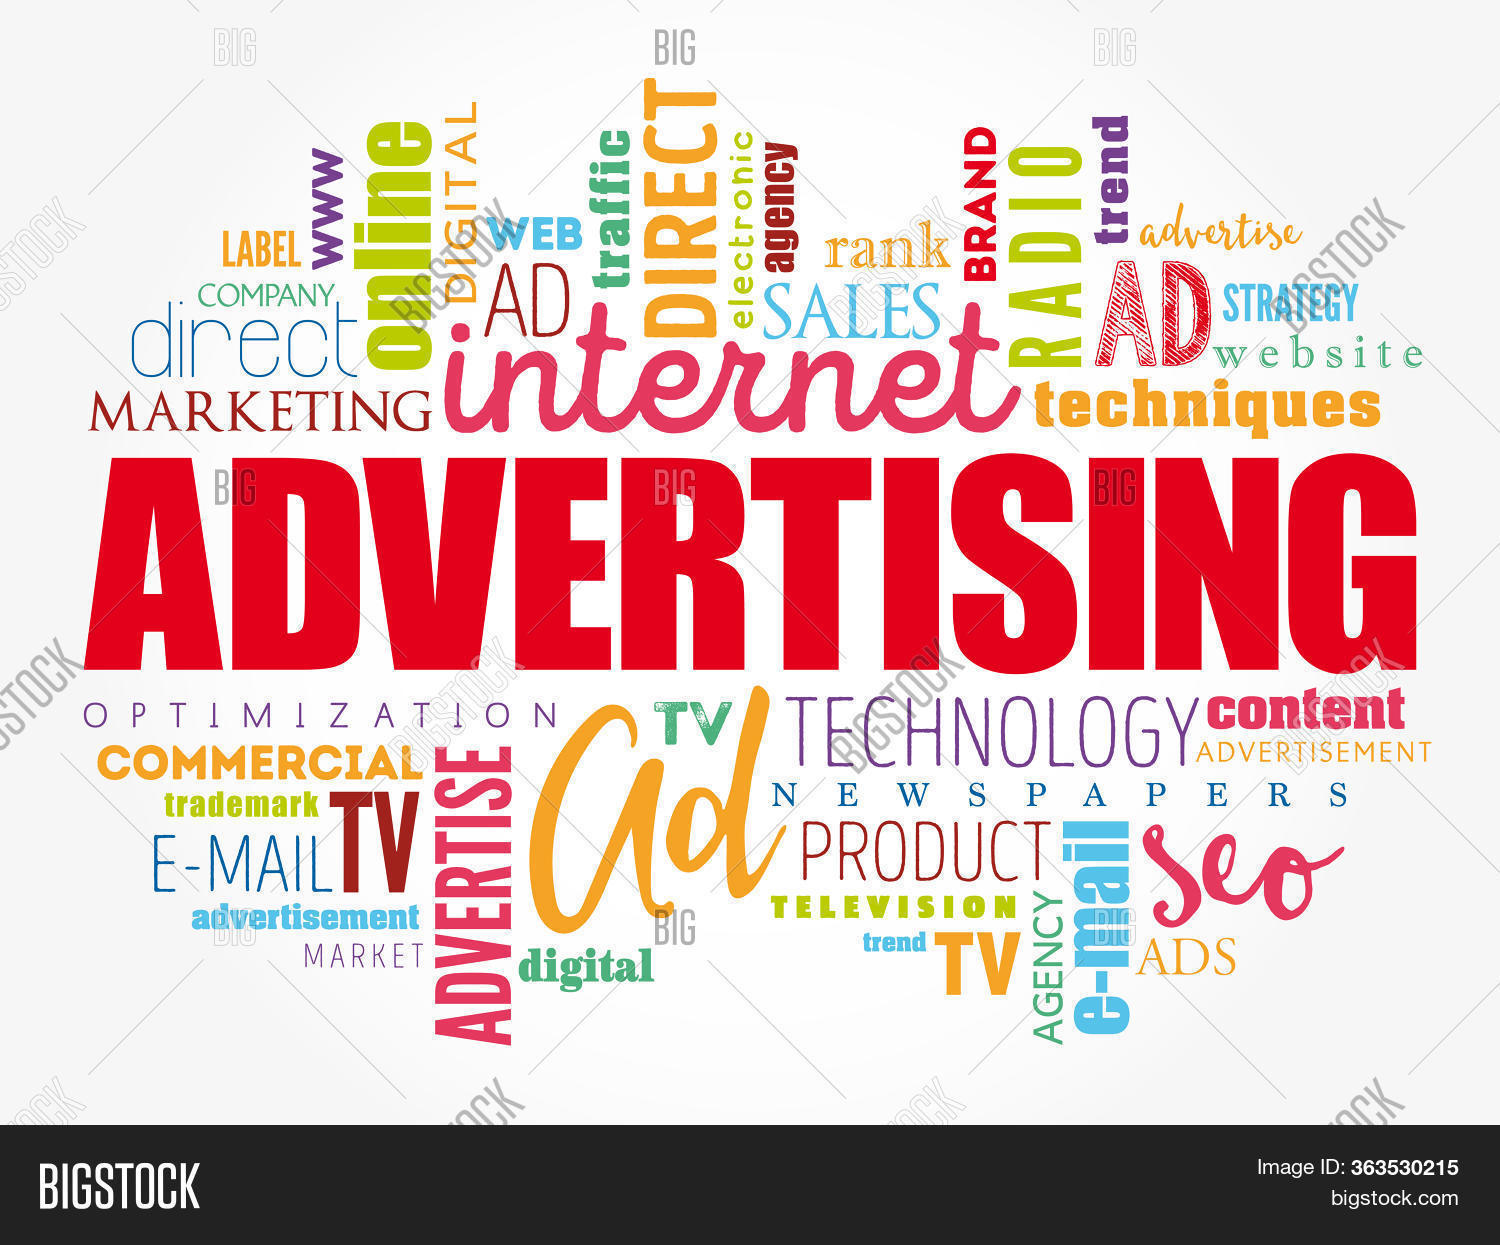 BIG
BIG
BIG
DIRECT
DIGITAL
online
www
traffic
electronic
agency
BRAND
RADIO
trend
LABEL
WEB
rank
advertise
COMPANY
AD
SALES
AD
STRATEGY
direct
internet
website
MARKETING
techniques
ADVERTISING
OPTIMIZATION
TV
TECHNOLOGY
content
COMMERCIAL
ADVERTISE
ad
ADVERTISEMENT
trademark
TV
NEWSPAPERS
E-MAIL
PRODUCT
e-mail
seo
advertisement
TELEVISION
MARKET
digital
trend
TV
AGENCY
ADS
BIG
BIG
BIG
BIG
BIG
BIG
BIGSTOCK
BIGSTOCK
BIGSTOCK
BIGSTOCK
BIGSTOCK
BIGSTOCK
Image ID: 363530215
bigstock.com